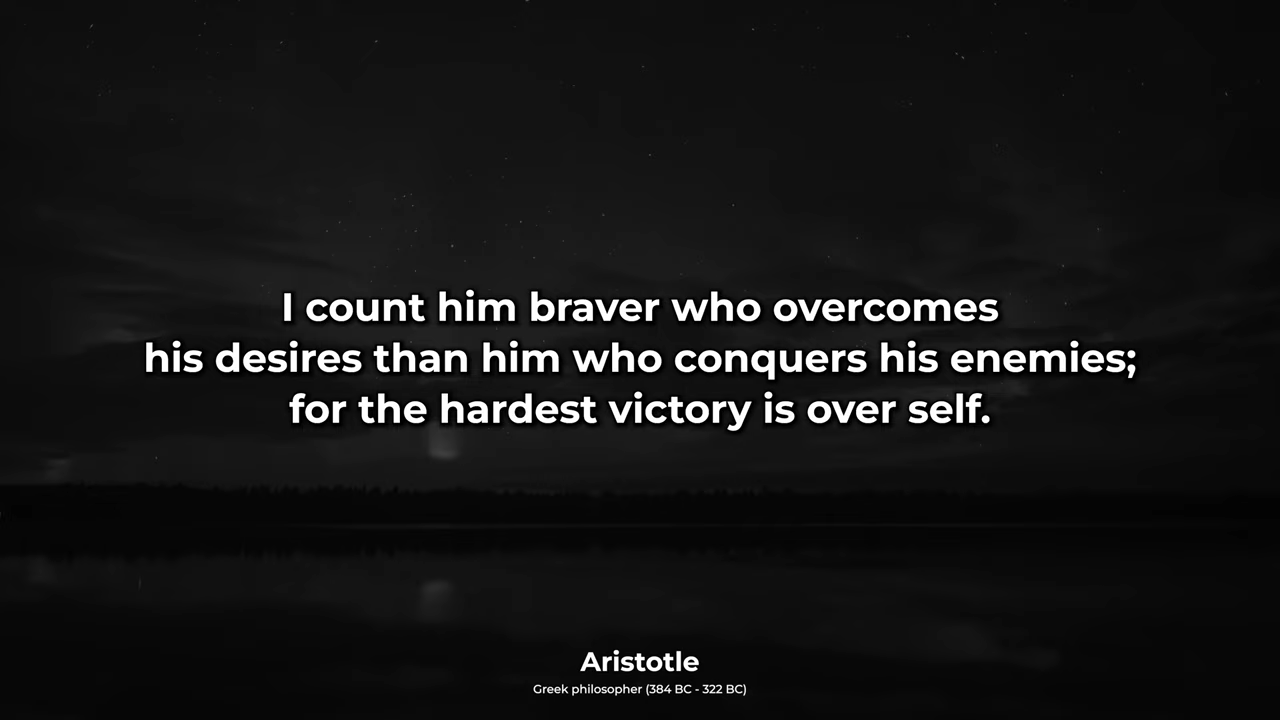 I count him braver who overcomes
his desires than him who conquers his enemies;
for the hardest victory is over self.
Aristotle
Greek philosopher (384 BC - 322 BC)